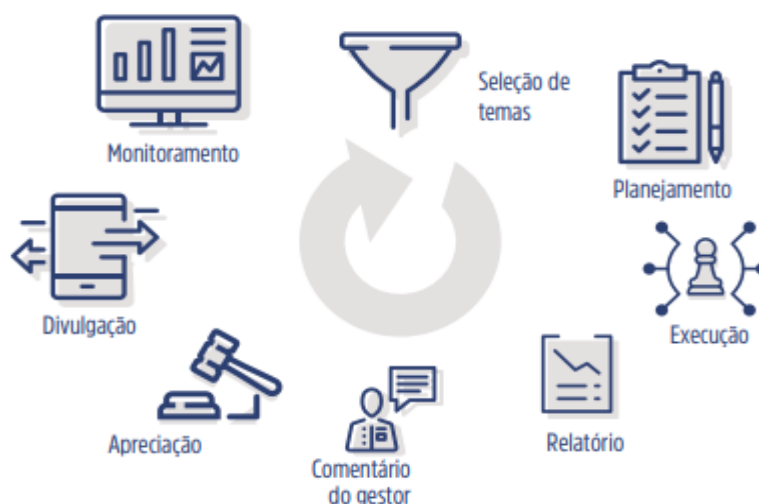 Seleção de
temas
Planejamento
Execução
Relatório
Comentário
do gestor
Apreciação
Divulgação
Monitoramento